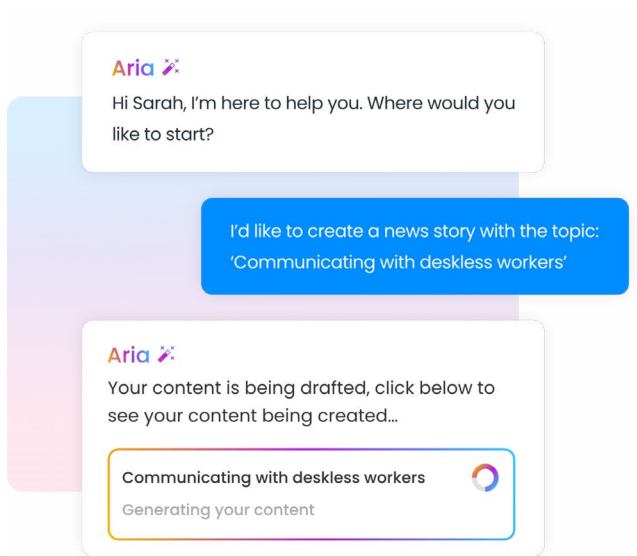 Aria
Hi Sarah, I’m here to help you. Where would you
like to start?
I’d like to create a news story with the topic:
‘Communicating with deskless workers’
Aria
Your content is being drafted, click below to
see your content being created...
Communicating with deskless workers
Generating your content